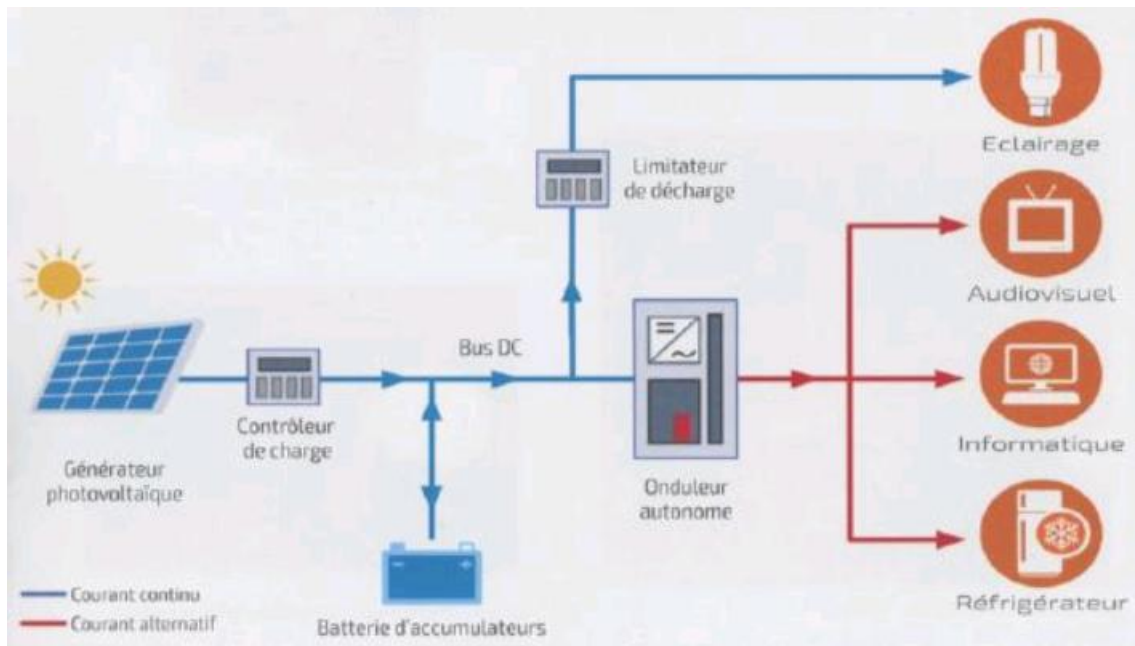 Eclairage
Limitateur
de décharge
Audiovisuel
Bus DC
Contrôleur
de charge
Informatique
Générateur
photovoltaïque
Onduleur
autonome
Réfrigérateur
Courant continu
Courant alternatif
Batterie d'accumulateurs